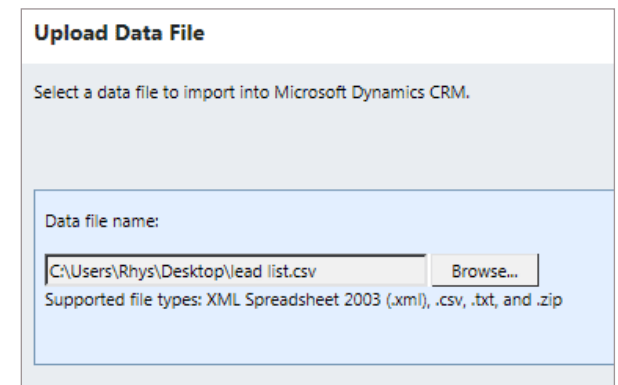 Upload Data File
Select a data file to import into Microsoft Dynamics CRM.
Data file name:
C:\Users\Rhys\Desktop\lead list.csv Browse...
Supported file types: XML Spreadsheet 2003 (.xml), .csv, .txt, and .zip